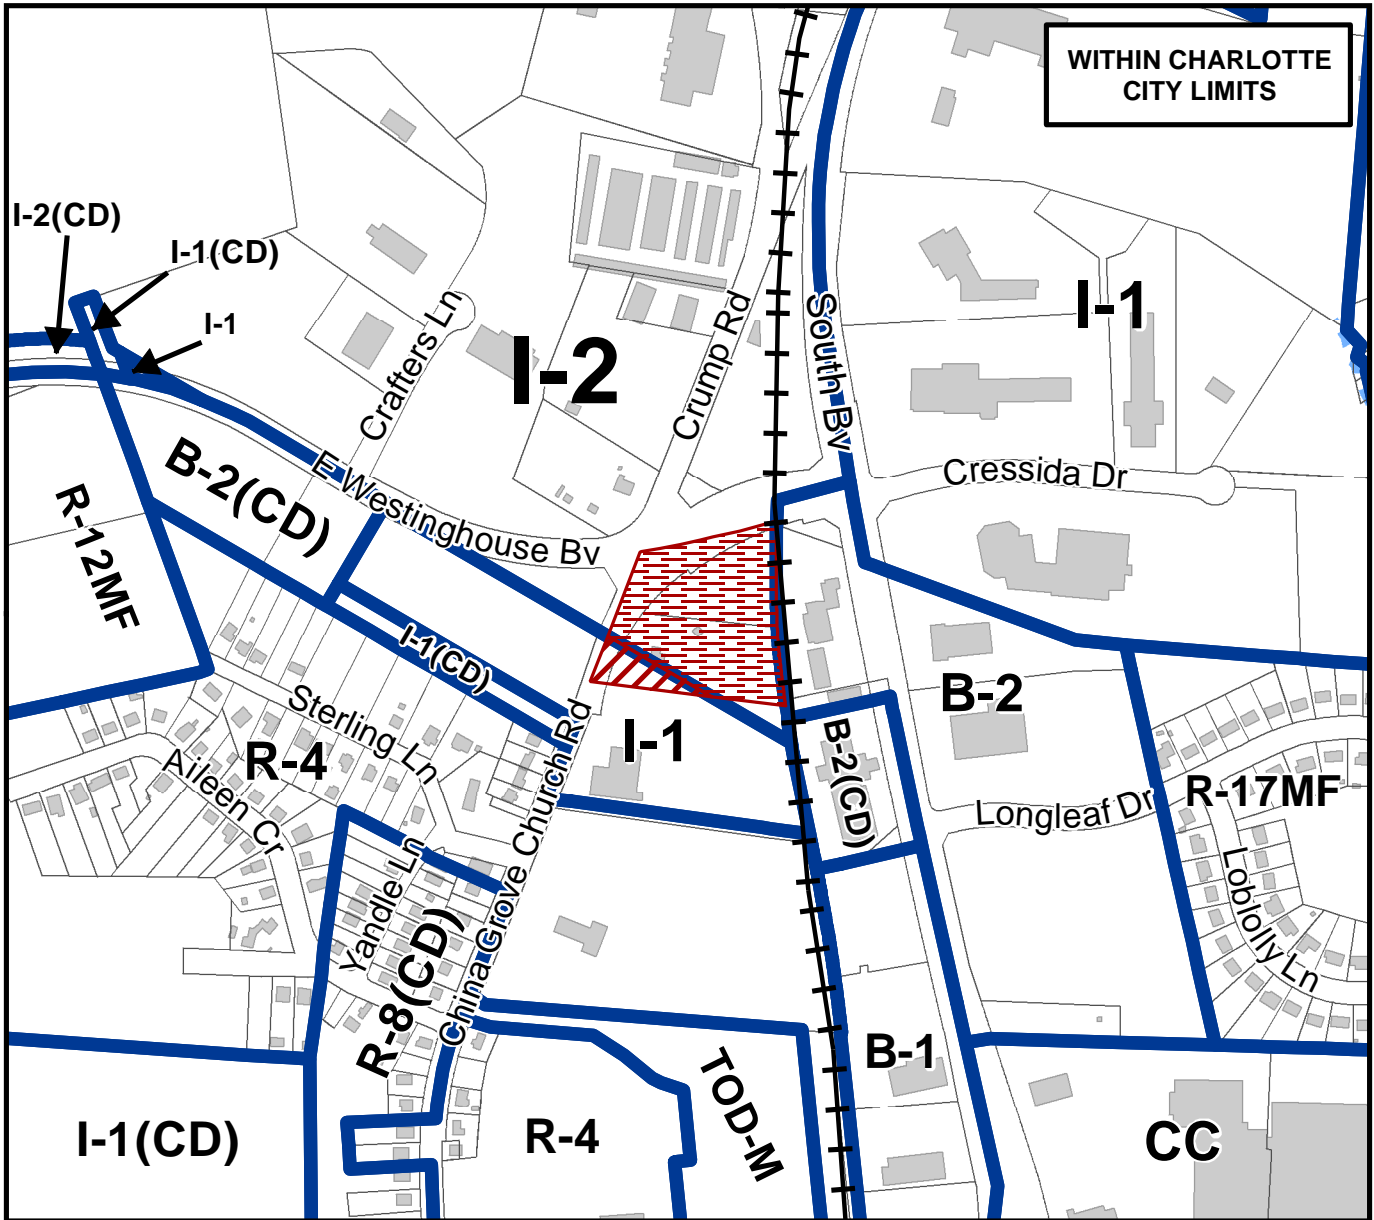 WITHIN CHARLOTTE
CITY LIMITS
I-2(CD)
I-1(CD)
I-1
Crafters Ln
I-2
Crump Rd
South Bv
I-1
B-2(CD)
E Westinghouse Bv
Cressida Dr
R-12MF
I-1(CD)
Sterling Ln
Aileen Cr
R-4
I-1
B-2
B-2(CD)
Longleaf Dr
R-17MF
Loblolly Ln
Yandle Ln
R-8(CD)
China Grove Church Rd
I-1(CD)
R-4
TOD-M
B-1
CC